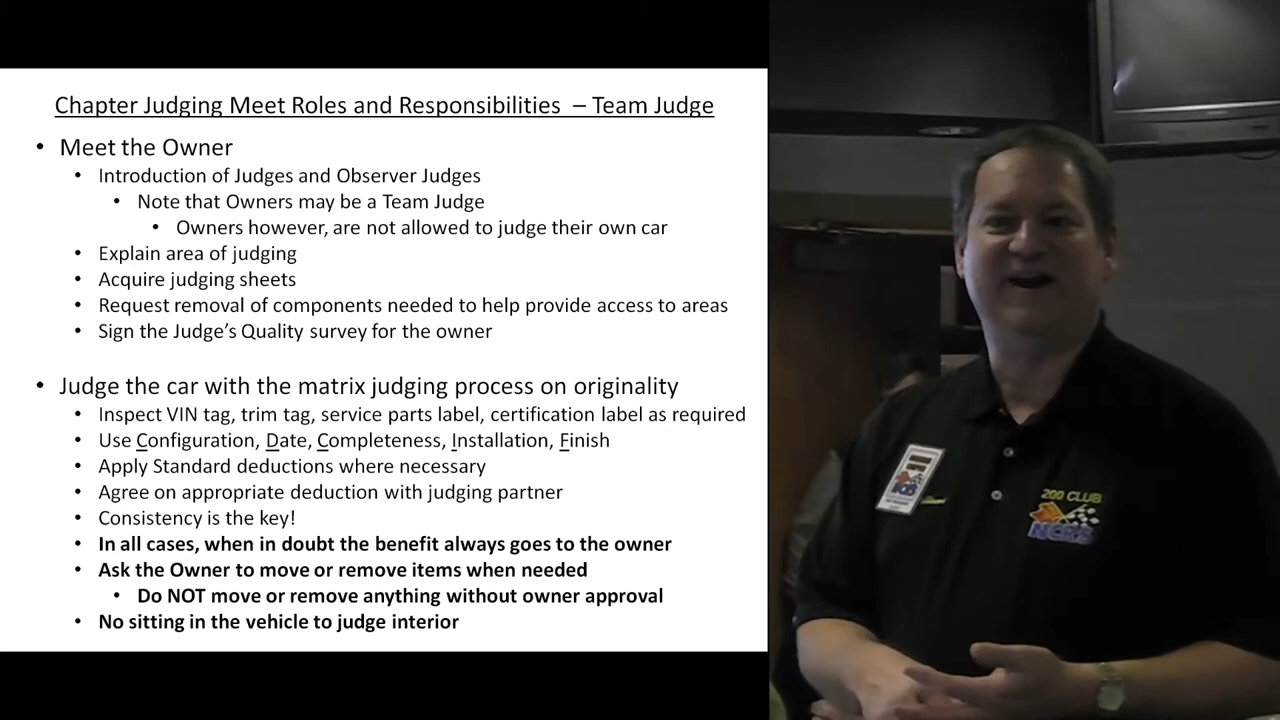 Chapter Judging Meet Roles and Responsibilities – Team Judge
• Meet the Owner
• Introduction of Judges and Observer Judges
• Note that Owners may be a Team Judge
• Owners however, are not allowed to judge their own car
• Explain area of judging
• Acquire judging sheets
• Request removal of components needed to help provide access to areas
• Sign the Judge’s Quality survey for the owner
• Judge the car with the matrix judging process on originality
• Inspect VIN tag, trim tag, service parts label, certification label as required
• Use Configuration, Date, Completeness, Installation, Finish
• Apply Standard deductions where necessary
• Agree on appropriate deduction with judging partner
• Consistency is the key!
• In all cases, when in doubt the benefit always goes to the owner
• Ask the Owner to move or remove items when needed
• Do NOT move or remove anything without owner approval
• No sitting in the vehicle to judge interior
200 CLUB
NCRS